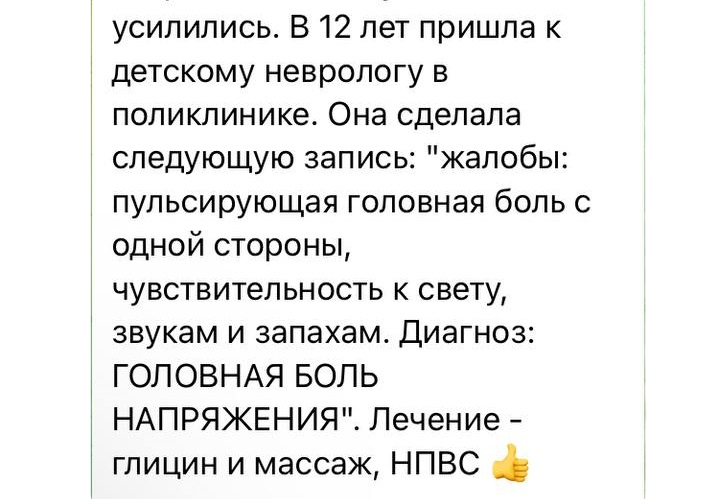 усилились. В 12 лет пришла к
детскому неврологу в
поликлинике. Она сделала
следующую запись: "жалобы:
пульсирующая головная боль с
одной стороны,
чувствительность к свету,
звукам и запахам. Диагноз:
ГОЛОВНАЯ БОЛЬ
НАПРЯЖЕНИЯ". Лечение -
глицин и массаж, НПВС 👍